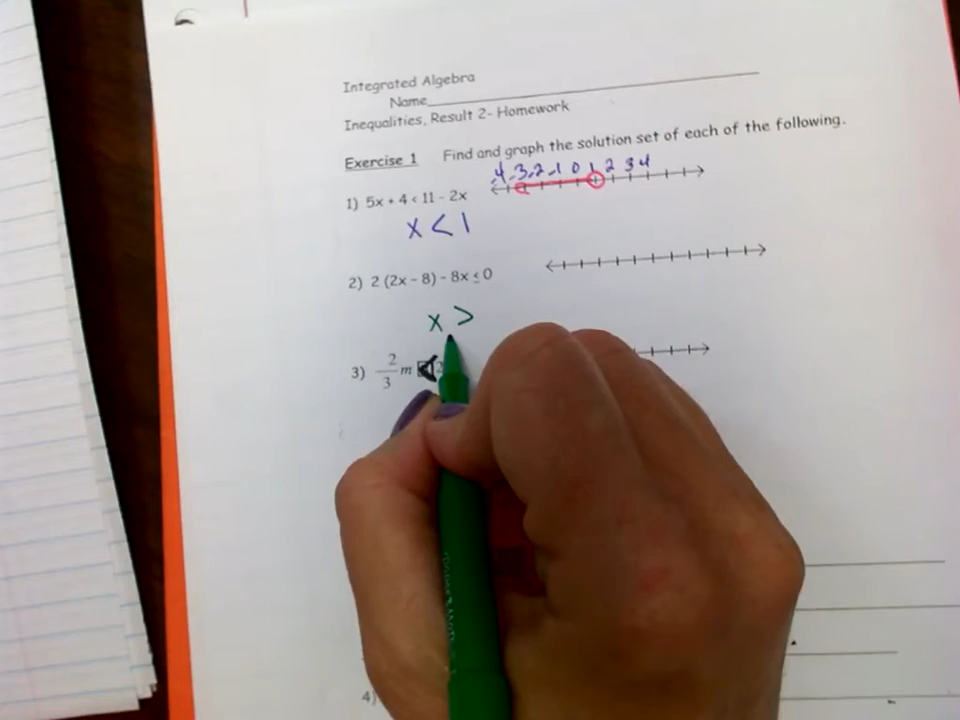 Integrated Algebra
Name
Inequalities, Result 2- Homework
Exercise 1 Find and graph the solution set of each of the following.
-4 -3 -2 -1 0 1 2 3 4
1) 5x + 4 < 11 - 2x
x < 1
2) 2 (2x - 8) - 8x ≤ 0
x >
3) -2/3 m < 2
4)